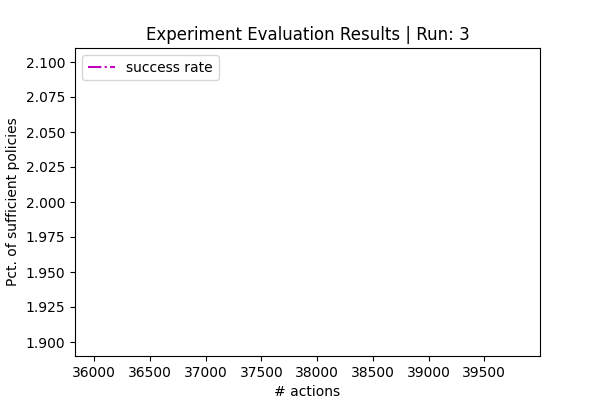 Experiment Evaluation Results | Run: 3
success rate
Pct. of sufficient policies
2.100
2.075
2.050
2.025
2.000
1.975
1.950
1.925
1.900
36000 36500 37000 37500 38000 38500 39000 39500
# actions